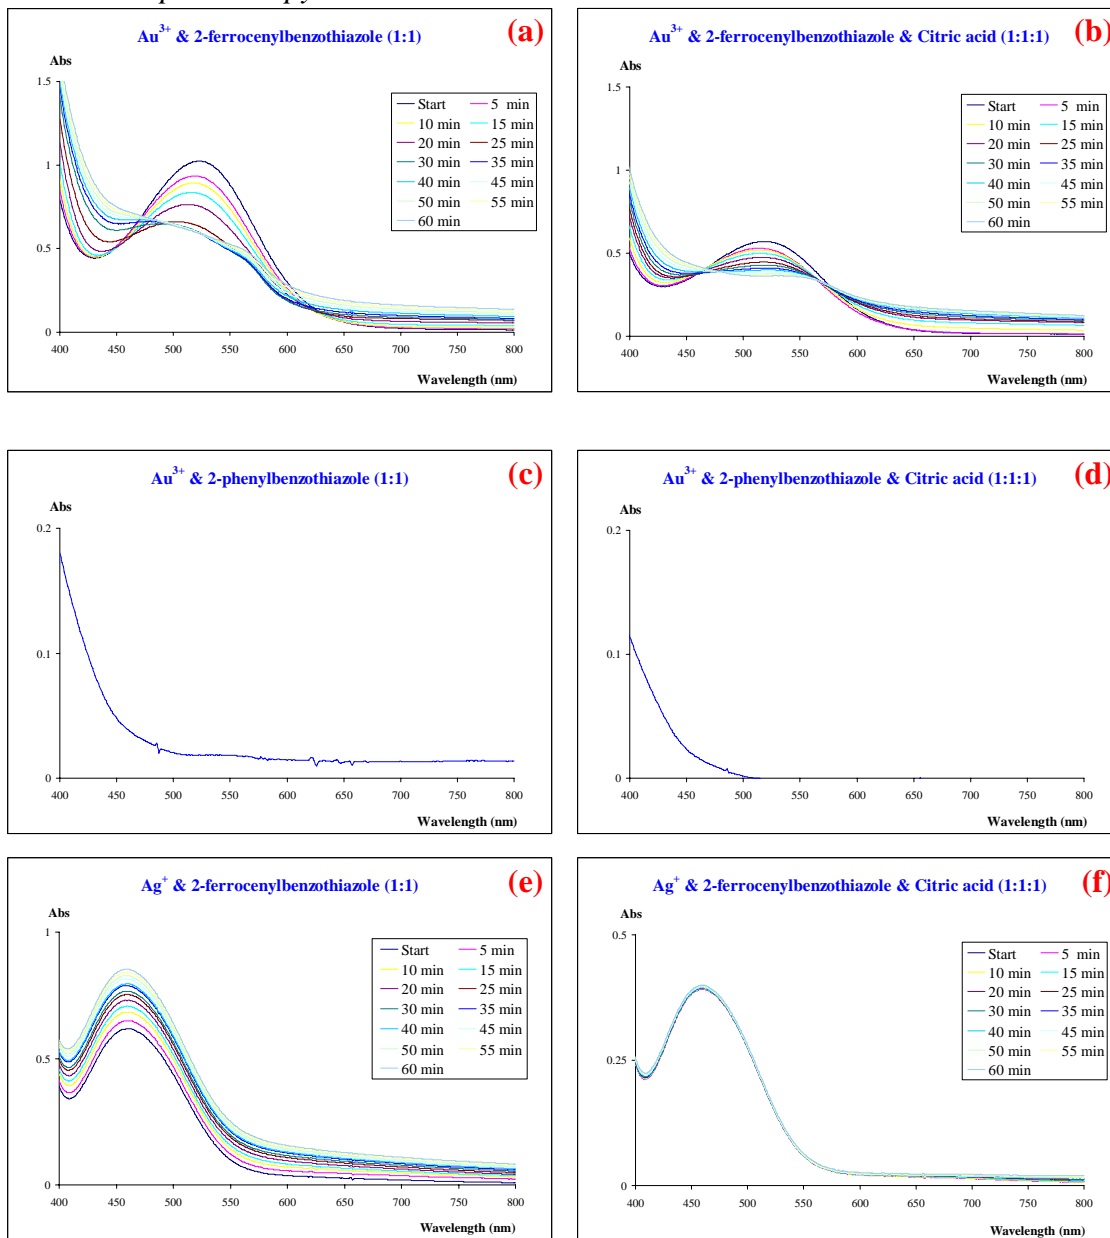 Au3+ & 2-ferrocenylbenzothiazole (1:1)
(a)
Abs
1.5
1
0.5
0
Start 5 min
10 min 15 min
20 min 25 min
30 min 35 min
40 min 45 min
50 min 55 min
60 min
400 450 500 550 600 650 700 750 800
Wavelength (nm)
Au3+ & 2-ferrocenylbenzothiazole & Citric acid (1:1:1)
(b)
Abs
1.5
1
0.5
0
Start 5 min
10 min 15 min
20 min 25 min
30 min 35 min
40 min 45 min
50 min 55 min
60 min
400 450 500 550 600 650 700 750 800
Wavelength (nm)
Au3+ & 2-phenylbenzothiazole (1:1)
(c)
Abs
0.2
0.1
0
400 450 500 550 600 650 700 750 800
Wavelength (nm)
Au3+ & 2-phenylbenzothiazole & Citric acid (1:1:1)
(d)
Abs
0.2
0.1
0
400 450 500 550 600 650 700 750 800
Wavelength (nm)
Ag+ & 2-ferrocenylbenzothiazole (1:1)
(e)
Abs
1
0.5
0
Start 5 min
10 min 15 min
20 min 25 min
30 min 35 min
40 min 45 min
50 min 55 min
60 min
400 450 500 550 600 650 700 750 800
Wavelength (nm)
Ag+ & 2-ferrocenylbenzothiazole & Citric acid (1:1:1)
(f)
Abs
0.5
0.25
0
Start 5 min
10 min 15 min
20 min 25 min
30 min 35 min
40 min 45 min
50 min 55 min
60 min
400 450 500 550 600 650 700 750 800
Wavelength (nm)